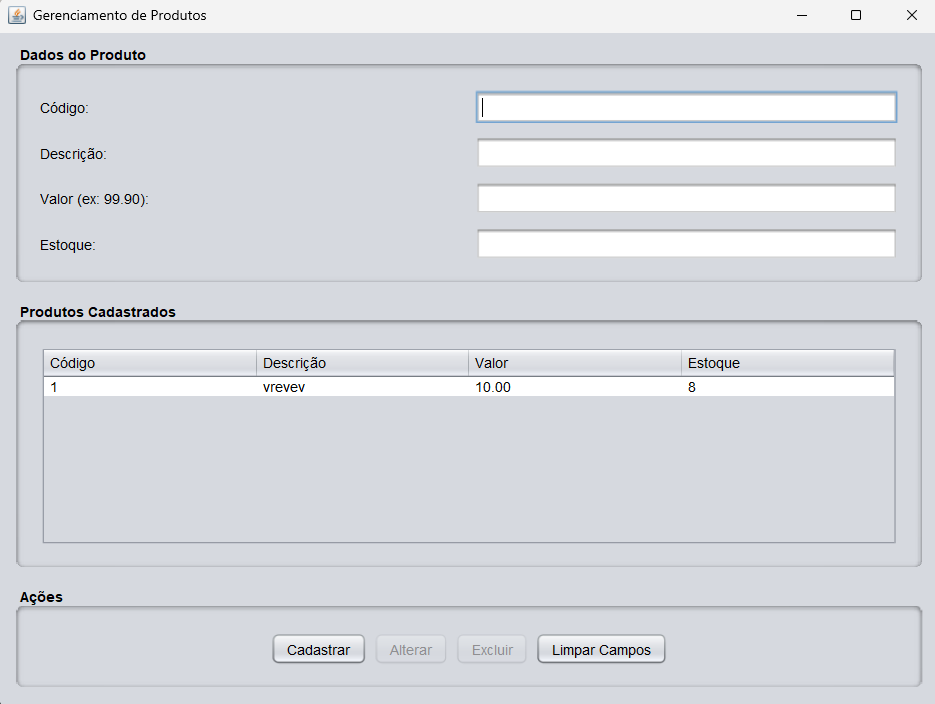 Gerenciamento de Produtos
Dados do Produto
Código:
Descrição:
Valor (ex: 99.90):
Estoque:
Produtos Cadastrados
Código Descrição Valor Estoque
1 vrevev 10.00 8
Ações
Cadastrar Alterar Excluir Limpar Campos